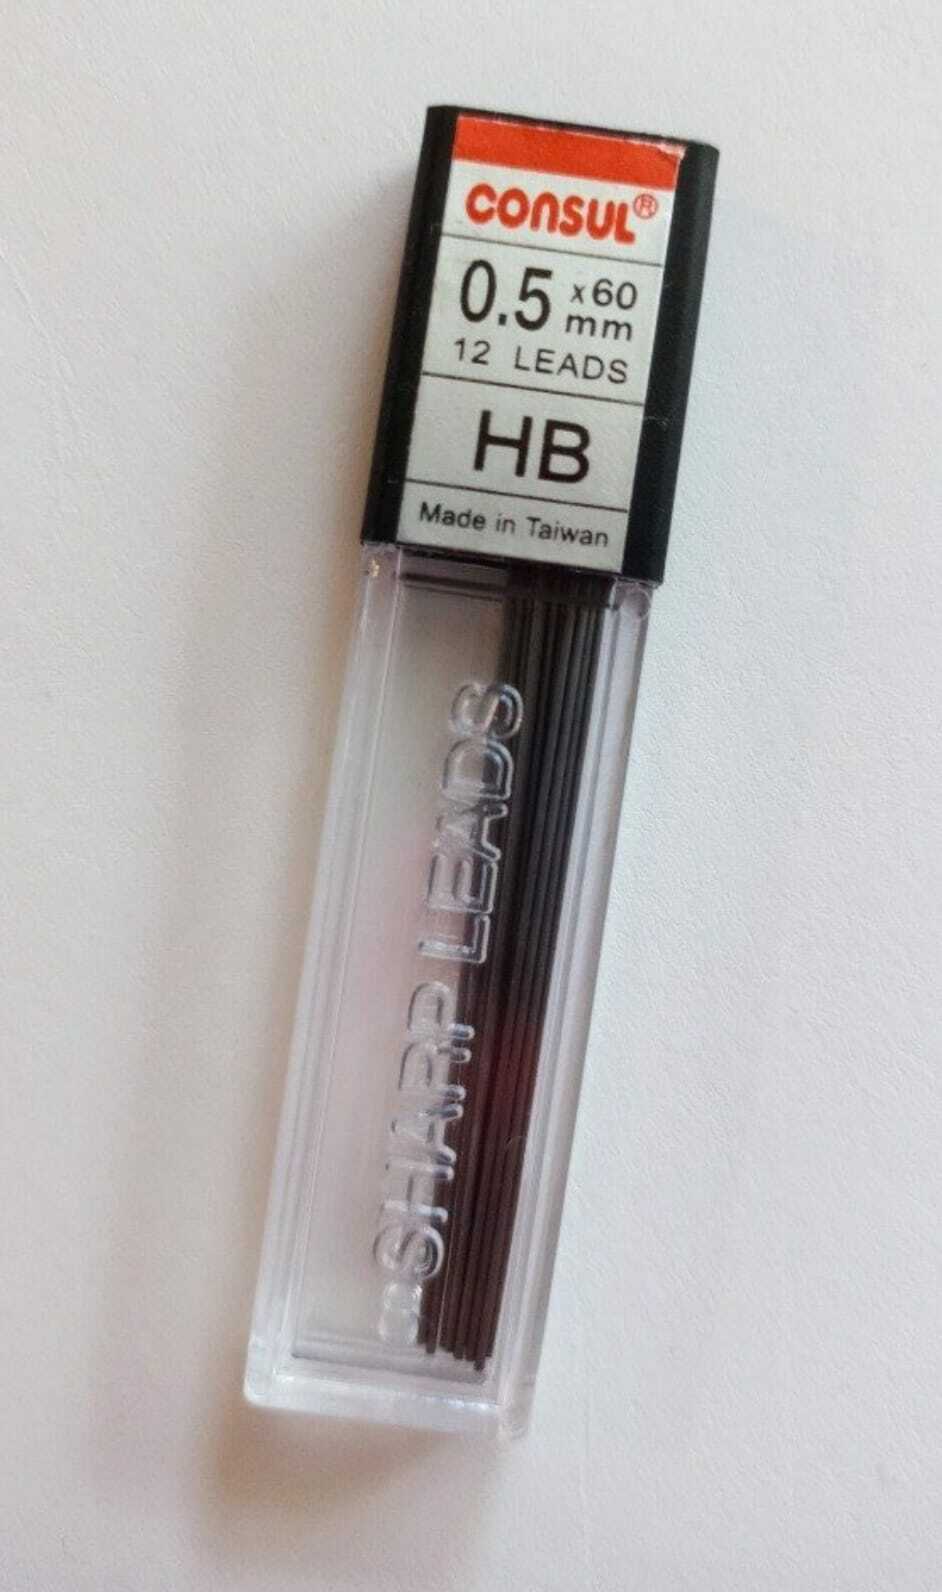 CONSUL®
0.5 x60 mm
12 LEADS
HB
Made in Taiwan
SHARP LEADS